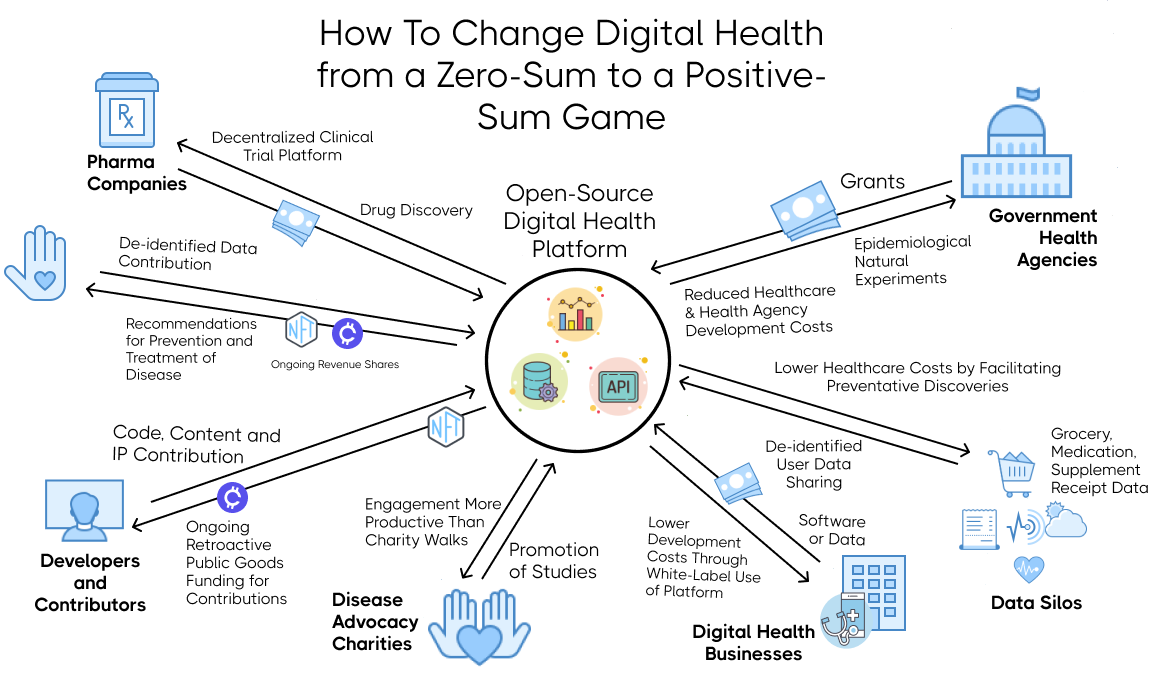 How To Change Digital Health
from a Zero-Sum to a Positive-
Sum Game
Rx
Pharma
Companies
Decentralized Clinical
Trial Platform
Drug Discovery
Open-Source
Digital Health
Platform
API
Grants
Government
Health
Agencies
Epidemiological
Natural
Experiments
Reduced Healthcare
& Health Agency
Development Costs
De-identified Data
Contribution
Recommendations
for Prevention and
Treatment of
Disease
NFT
Ongoing Revenue Shares
Lower Healthcare Costs by Facilitating
Preventative Discoveries
Grocery,
Medication,
Supplement
Receipt Data
Data Silos
Code, Content and
IP Contribution
NFT
Developers
and
Contributors
Ongoing
Retroactive
Public Goods
Funding for
Contributions
Engagement More
Productive Than
Charity Walks
Promotion
of Studies
Disease
Advocacy
Charities
De-identified
User Data
Sharing
Software
or Data
Lower
Development
Costs Through
White-Label Use
of Platform
Digital Health
Businesses